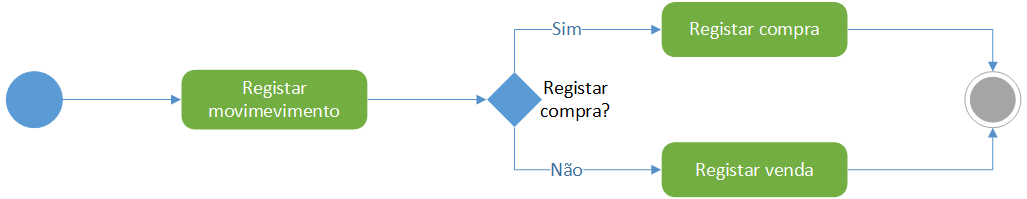 Registar
movimevimento
Registar
compra?
Sim
Registar compra
Não
Registar venda